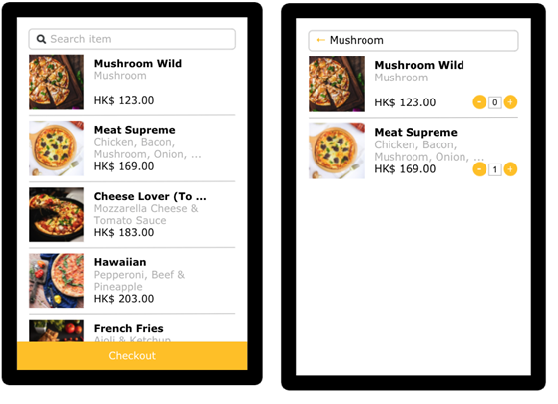 Search item
Mushroom Wild
Mushroom
HK$ 123.00
Meat Supreme
Chicken, Bacon,
Mushroom, Onion, ...
HK$ 169.00
Cheese Lover (To ...
Mozzarella Cheese &
Tomato Sauce
HK$ 183.00
Hawaiian
Pepperoni, Beef &
Pineapple
HK$ 203.00
French Fries
Aioli & Ketchup
Checkout
← Mushroom
Mushroom Wild
Mushroom
HK$ 123.00 - 0 +
Meat Supreme
Chicken, Bacon,
Mushroom, Onion, ...
HK$ 169.00 - 1 +